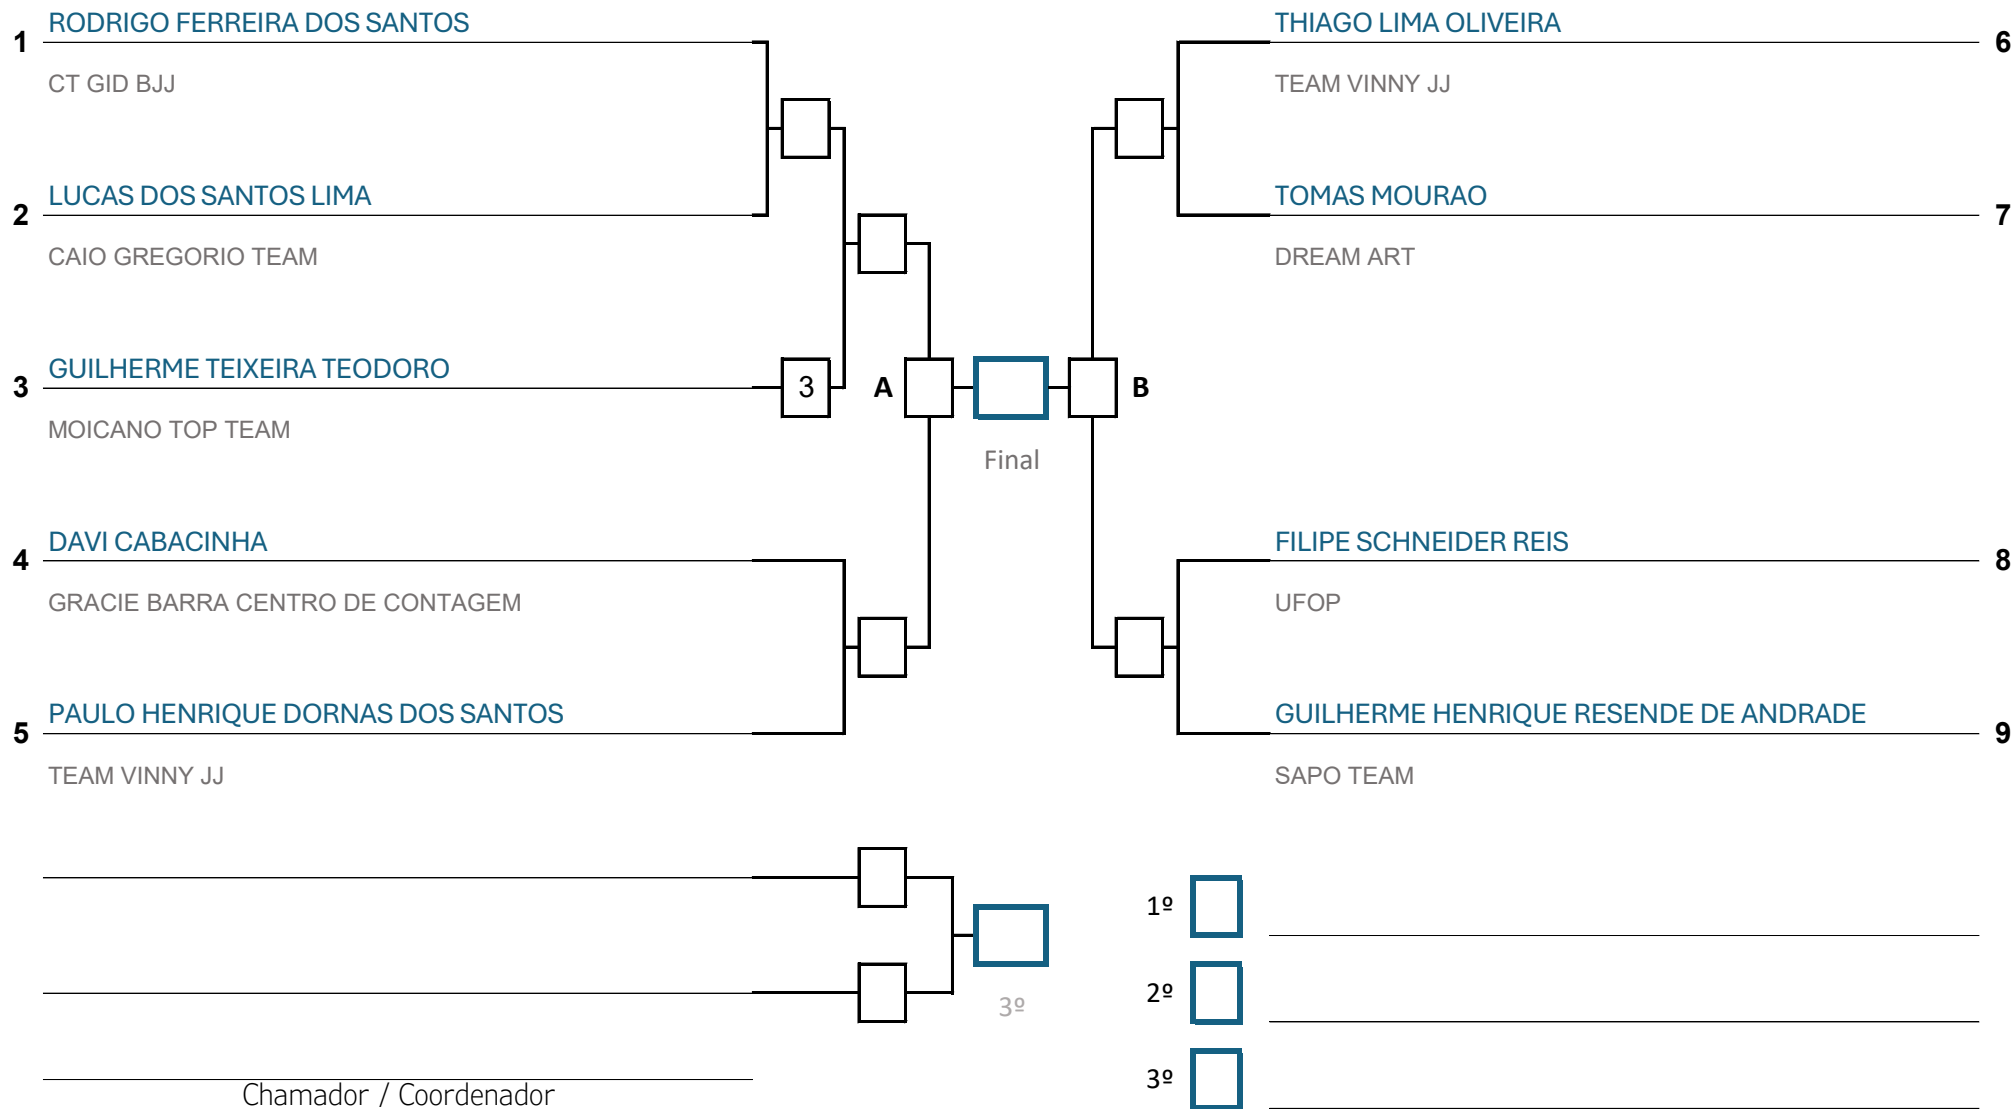 1 RODRIGO FERREIRA DOS SANTOS
CT GID BJJ
2 LUCAS DOS SANTOS LIMA
CAIO GREGORIO TEAM
3 GUILHERME TEIXEIRA TEODORO 3
MOICANO TOP TEAM
4 DAVI CABACINHA
GRACIE BARRA CENTRO DE CONTAGEM
5 PAULO HENRIQUE DORNAS DOS SANTOS
TEAM VINNY JJ
A
B
Final
THIAGO LIMA OLIVEIRA 6
TEAM VINNY JJ
TOMAS MOURAO 7
DREAM ART
FILIPE SCHNEIDER REIS 8
UFOP
GUILHERME HENRIQUE RESENDE DE ANDRADE 9
SAPO TEAM
3º
1º
2º
3º
Chamador / Coordenador